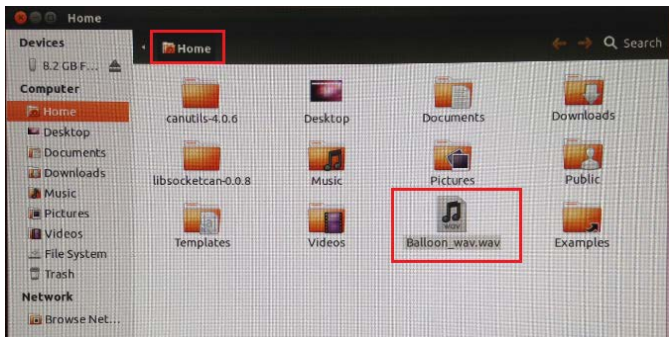 Home
Devices
8.2 GB F...
Computer
Home
Desktop
Documents
Downloads
Music
Pictures
Videos
File System
Trash
Network
Browse Net...
Home
Search
canutils-4.0.6
Desktop
Documents
Downloads
libsocketcan-0.0.8
Music
Pictures
Public
Templates
Videos
WAV
Balloon_wav.wav
Examples